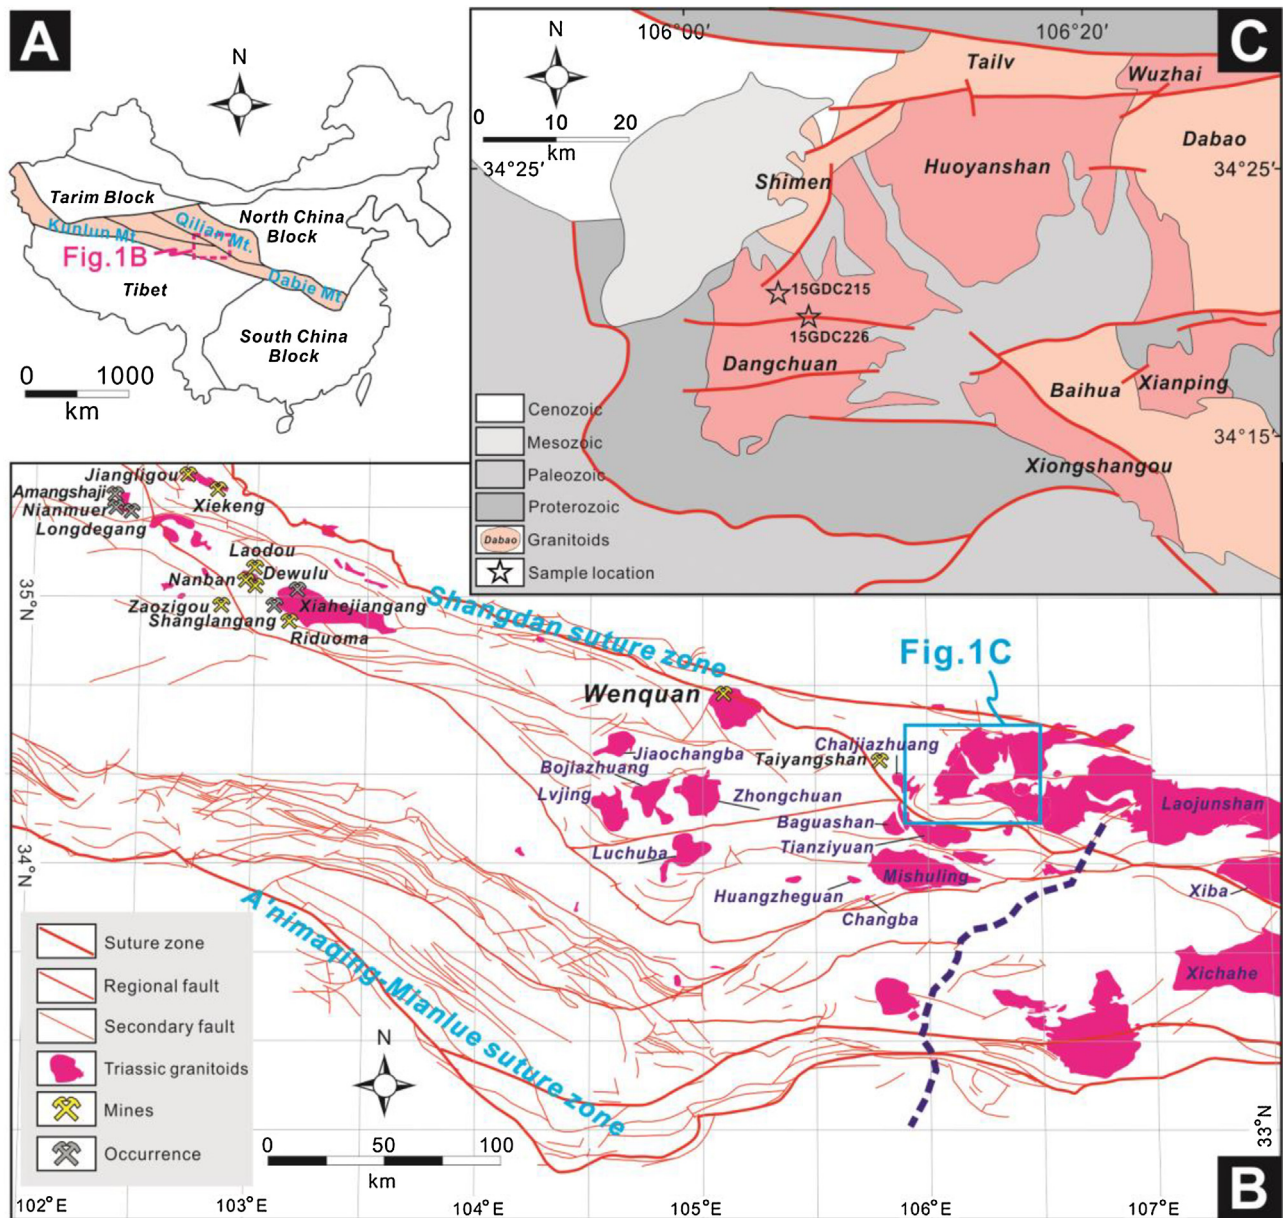 A
N
Tarim Block
North China
Block
Qilian Mt.
Kunlun Mt.
Fig.1B
Tibet
Dabie Mt
South China
Block
0 1000
km
C
106°00′
106°20′
N
0 10 20
km
34°25′
34°25′
34°15′
Tailv
Wuzhai
Dabao
Huoyanshan
Shimen
15GDC215
15GDC226
Dangchuan
Baihua
Xianping
Xiongshangou
Cenozoic
Mesozoic
Paleozoic
Proterozoic
Dabao
Granitoids
Sample location
Jiangligou
Amangshaji
Nianmuer
Xiekeng
Longdegang
Laodou
Nanban
Dewulu
Zaozigou
Xiahejiangang
Shanglangang
Riduoma
35°N
Shangdan suture zone
Fig.1C
Wenquan
Jiaochangba
Chaijiazhuang
Taiyangshan
Bojiazhuang
Lvjing
Zhongchuan
Laojunshan
Baguashan
Tianziyuan
Luchuba
34°N
Mishuling
Huangzheguan
Xiba
Changba
A'nimaqing-Mianlue suture zone
Xichahe
Suture zone
Regional fault
Secondary fault
Triassic granitoids
Mines
Occurrence
N
0 50 100
km
33°N
B
102°E
103°E
104°E
105°E
106°E
107°E